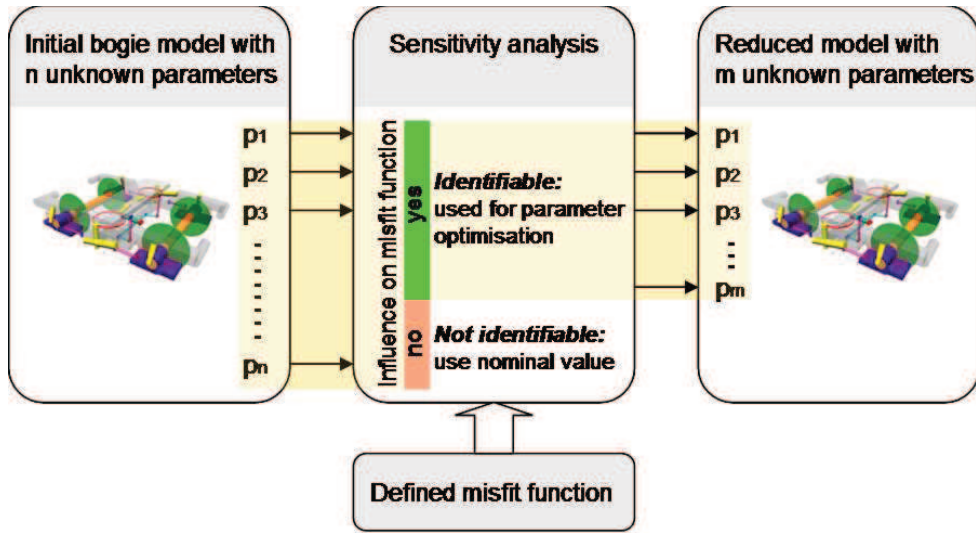 Initial bogie model with
n unknown parameters
p1
p2
p3
pn
Sensitivity analysis
Influence on misfit function
yes
no
Identifiable:
used for parameter
optimisation
Not identifiable:
use nominal value
Reduced model with
m unknown parameters
p1
p2
p3
pm
Defined misfit function